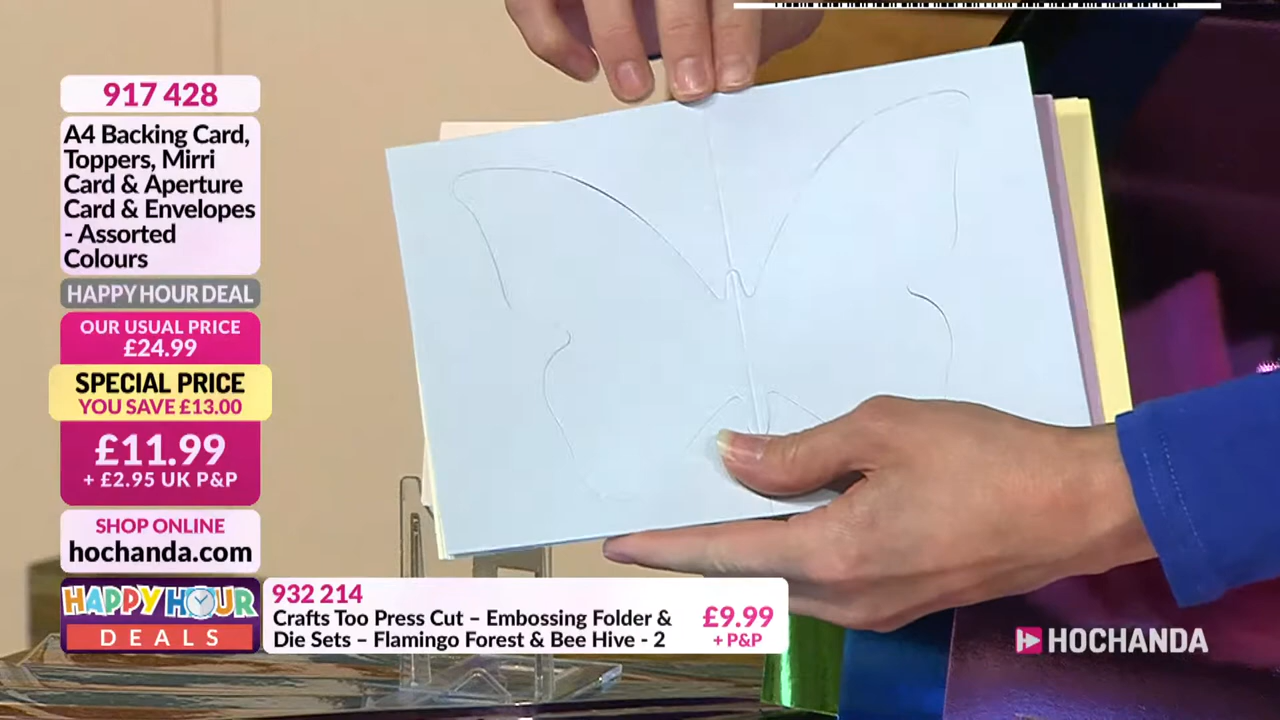 917 428
A4 Backing Card,
Toppers, Mirri
Card & Aperture
Card & Envelopes
- Assorted
Colours
HAPPY HOUR DEAL
OUR USUAL PRICE
£24.99
SPECIAL PRICE
YOU SAVE £13.00
£11.99
+ £2.95 UK P&P
SHOP ONLINE
hochanda.com
HAPPY HOUR
DEALS
932 214
Crafts Too Press Cut – Embossing Folder &
Die Sets – Flamingo Forest & Bee Hive - 2
£9.99
+ P&P
HOCHANDA